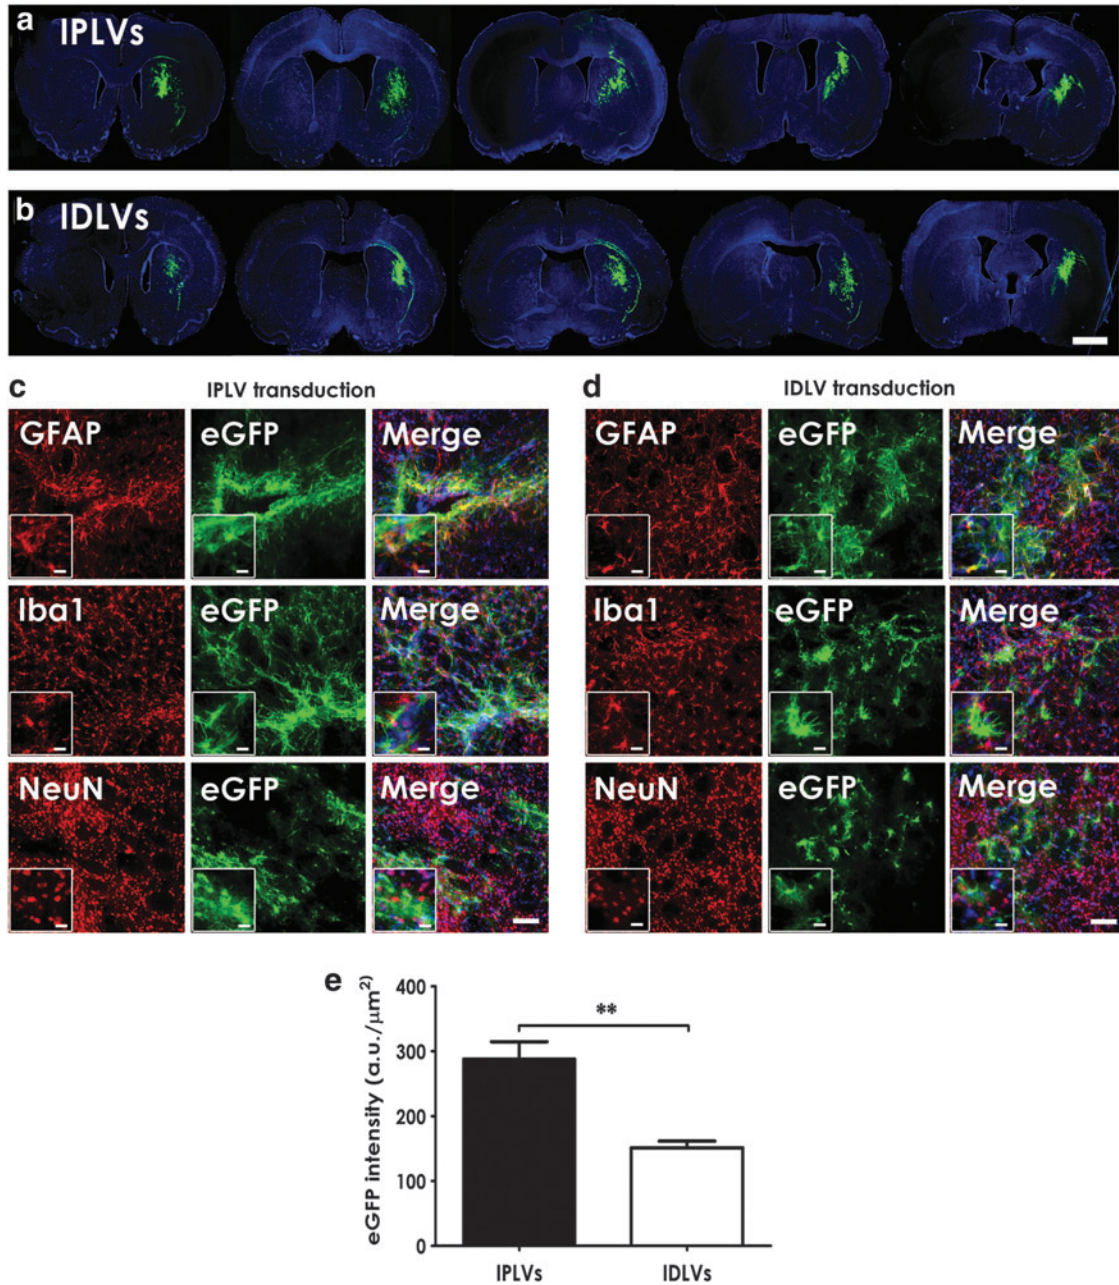 a IPLVs
b IDLVs
c IPLV transduction
GFAP eGFP Merge
Iba1 eGFP Merge
NeuN eGFP Merge
d IDLV transduction
GFAP eGFP Merge
Iba1 eGFP Merge
NeuN eGFP Merge
e
eGFP intensity (a.u./μm²)
400
300
200
100
0
**
IPLVs IDLVs